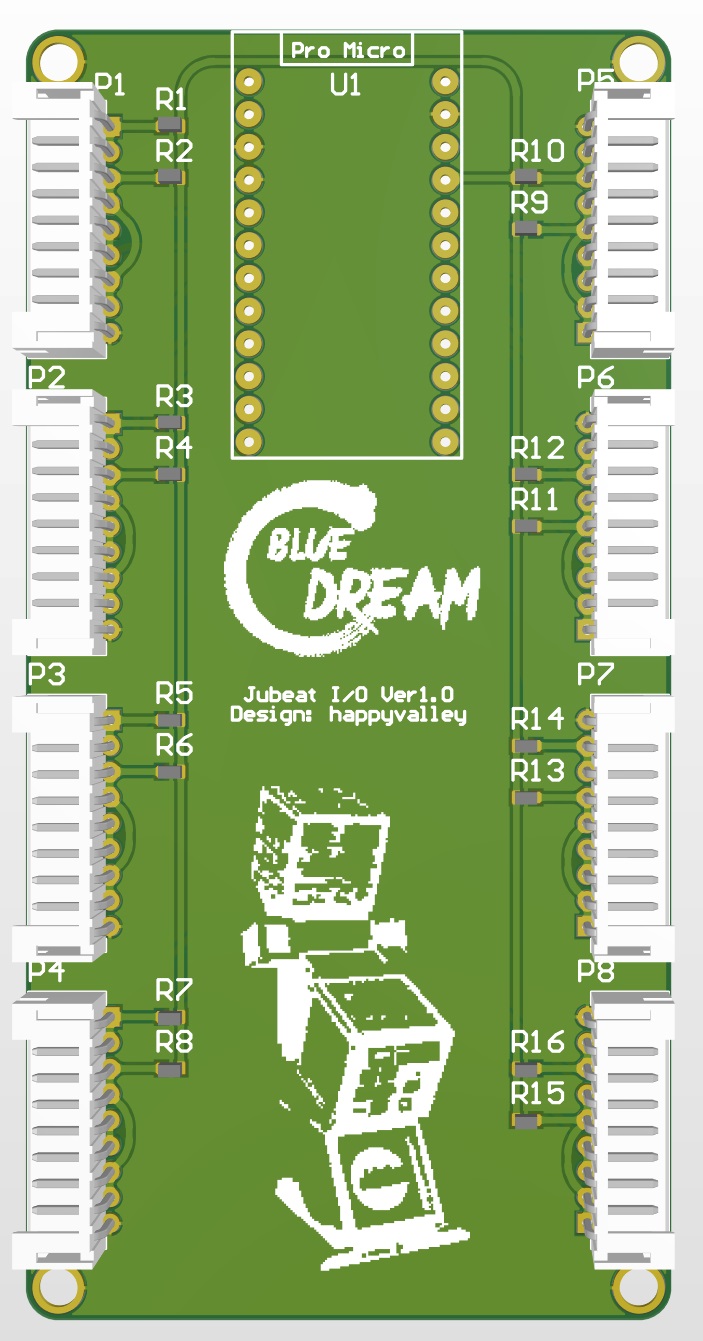 Pro Micro
U1
P1
R1
R2
P5
R10
R9
P2
R3
R4
P6
R12
R11
BLUE
DREAM
Jubeat I/O Ver1.0
Design: happyvalley
P3
R5
R6
P7
R14
R13
P4
R7
R8
P8
R16
R15